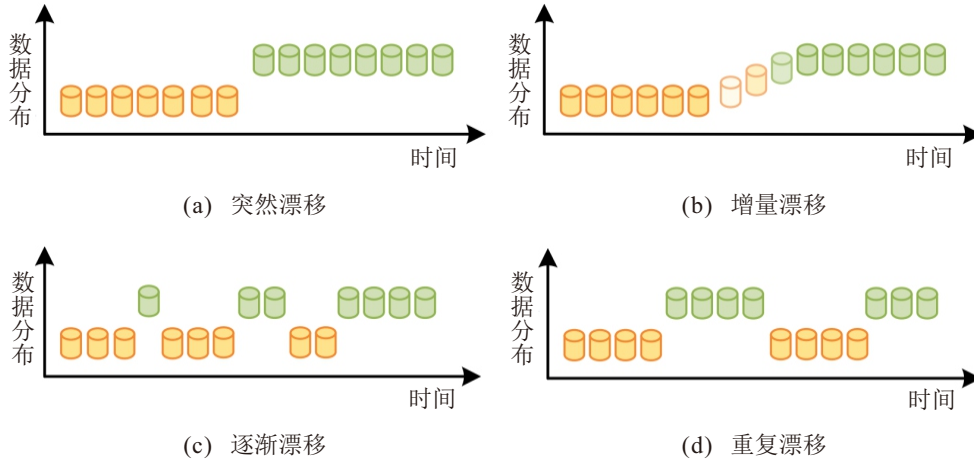 数据分布
时间
(a) 突然漂移
数据分布
时间
(b) 增量漂移
数据分布
时间
(c) 逐渐漂移
数据分布
时间
(d) 重复漂移